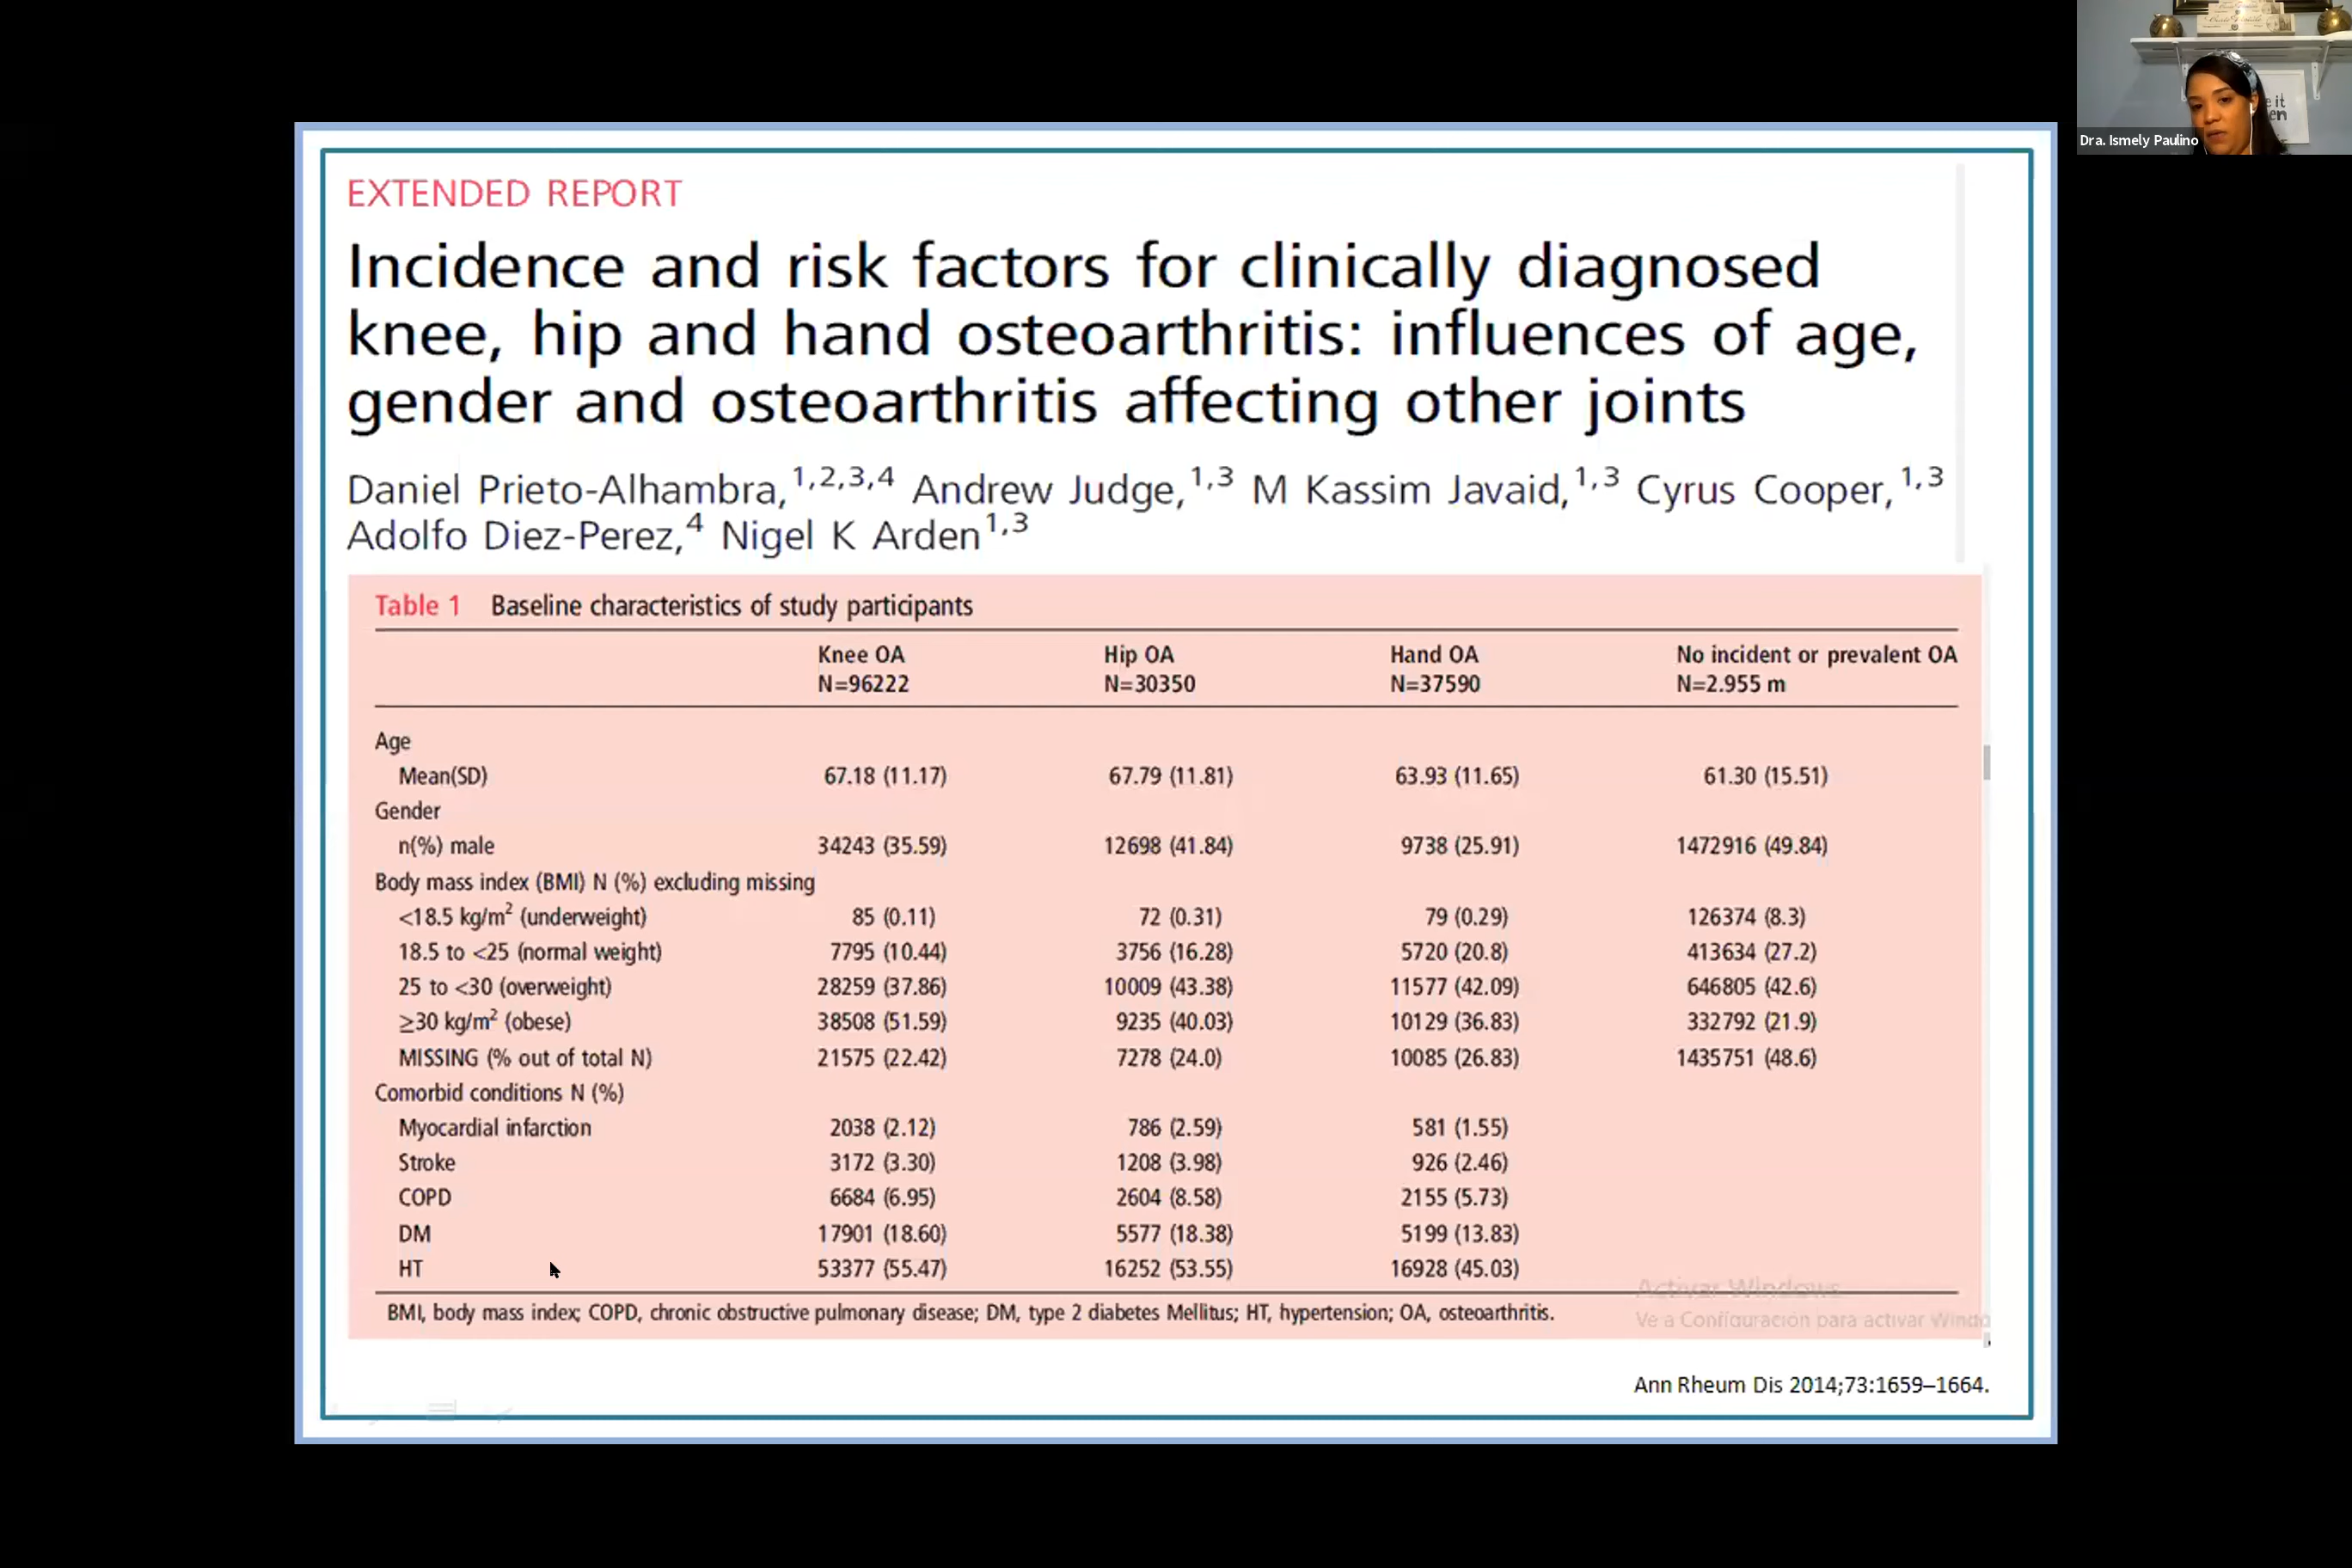 EXTENDED REPORT
Incidence and risk factors for clinically diagnosed
knee, hip and hand osteoarthritis: influences of age,
gender and osteoarthritis affecting other joints
Daniel Prieto-Alhambra,1,2,3,4 Andrew Judge,1,3 M Kassim Javaid,1,3 Cyrus Cooper,1,3
Adolfo Diez-Perez,4 Nigel K Arden1,3
Table 1 Baseline characteristics of study participants
Knee OA Hip OA Hand OA No incident or prevalent OA
N=96222 N=30350 N=37590 N=2.955 m
Age
Mean(SD) 67.18 (11.17) 67.79 (11.81) 63.93 (11.65) 61.30 (15.51)
Gender
n(%) male 34243 (35.59) 12698 (41.84) 9738 (25.91) 1472916 (49.84)
Body mass index (BMI) N (%) excluding missing
<18.5 kg/m2 (underweight) 85 (0.11) 72 (0.31) 79 (0.29) 126374 (8.3)
18.5 to <25 (normal weight) 7795 (10.44) 3756 (16.28) 5720 (20.8) 413634 (27.2)
25 to <30 (overweight) 28259 (37.86) 10009 (43.38) 11577 (42.09) 646805 (42.6)
≥30 kg/m2 (obese) 38508 (51.59) 9235 (40.03) 10129 (36.83) 332792 (21.9)
MISSING (% out of total N) 21575 (22.42) 7278 (24.0) 10085 (26.83) 1435751 (48.6)
Comorbid conditions N (%)
Myocardial infarction 2038 (2.12) 786 (2.59) 581 (1.55)
Stroke 3172 (3.30) 1208 (3.98) 926 (2.46)
COPD 6684 (6.95) 2604 (8.58) 2155 (5.73)
DM 17901 (18.60) 5577 (18.38) 5199 (13.83)
HT 53377 (55.47) 16252 (53.55) 16928 (45.03)
BMI, body mass index; COPD, chronic obstructive pulmonary disease; DM, type 2 diabetes Mellitus; HT, hypertension; OA, osteoarthritis.
Activar Windows
Ve a Configuración para activar Windo
Ann Rheum Dis 2014;73:1659–1664.
Dra. Ismely Paulino